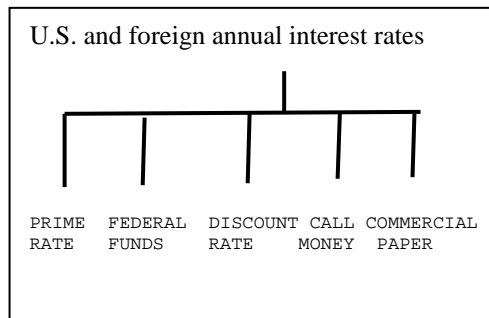 U.S. and foreign annual interest rates
PRIME FEDERAL DISCOUNT CALL COMMERCIAL
RATE FUNDS RATE MONEY PAPER